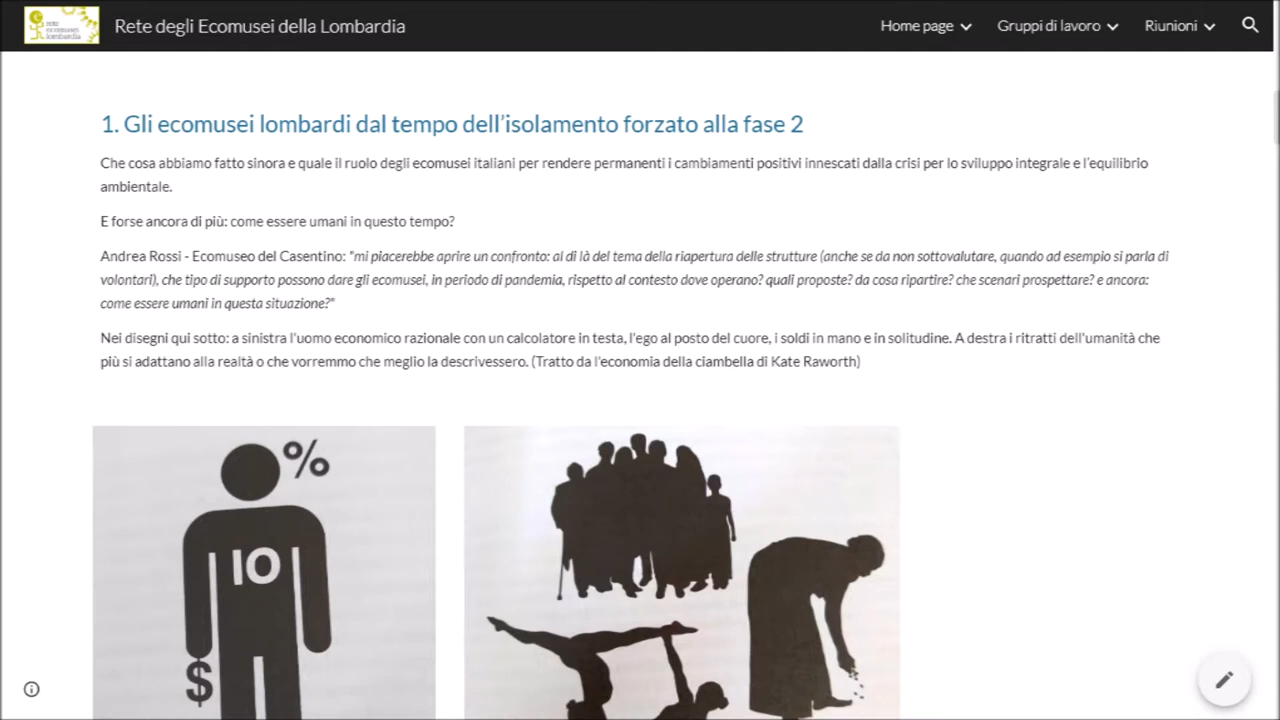 Rete degli Ecomusei della Lombardia
Home page
Gruppi di lavoro
Riunioni
1. Gli ecomusei lombardi dal tempo dell'isolamento forzato alla fase 2
Che cosa abbiamo fatto sinora e quale il ruolo degli ecomusei italiani per rendere permanenti i cambiamenti positivi innescati dalla crisi per lo sviluppo integrale e l'equilibrio
ambientale.
E forse ancora di più: come essere umani in questo tempo?
Andrea Rossi - Ecomuseo del Casentino: "mi piacerebbe aprire un confronto: al di là del tema della riapertura delle strutture (anche se da non sottovalutare, quando ad esempio si parla di
volontari), che tipo di supporto possono dare gli ecomusei, in periodo di pandemia, rispetto al contesto dove operano? quali proposte? da cosa ripartire? che scenari prospettare? e ancora:
come essere umani in questa situazione?"
Nei disegni qui sotto: a sinistra l'uomo economico razionale con un calcolatore in testa, l'ego al posto del cuore, i soldi in mano e in solitudine. A destra i ritratti dell'umanità che
più si adattano alla realtà o che vorremmo che meglio la descrivessero. (Tratto da l'economia della ciambella di Kate Raworth)
%
IO
$